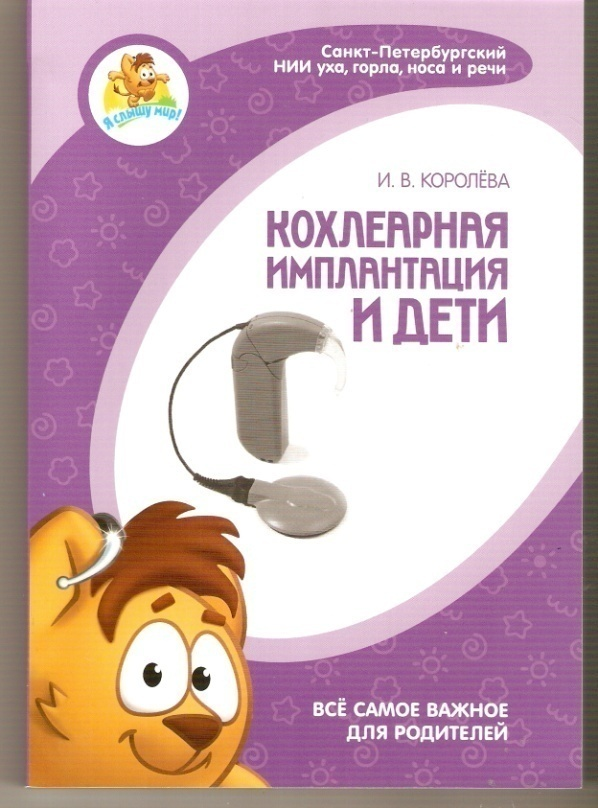 Я слышу мир!
Санкт-Петербургский
НИИ уха, горла, носа и речи
И. В. КОРОЛЁВА
КОХЛЕАРНАЯ
ИМПЛАНТАЦИЯ
И ДЕТИ
ВСЁ САМОЕ ВАЖНОЕ
ДЛЯ РОДИТЕЛЕЙ